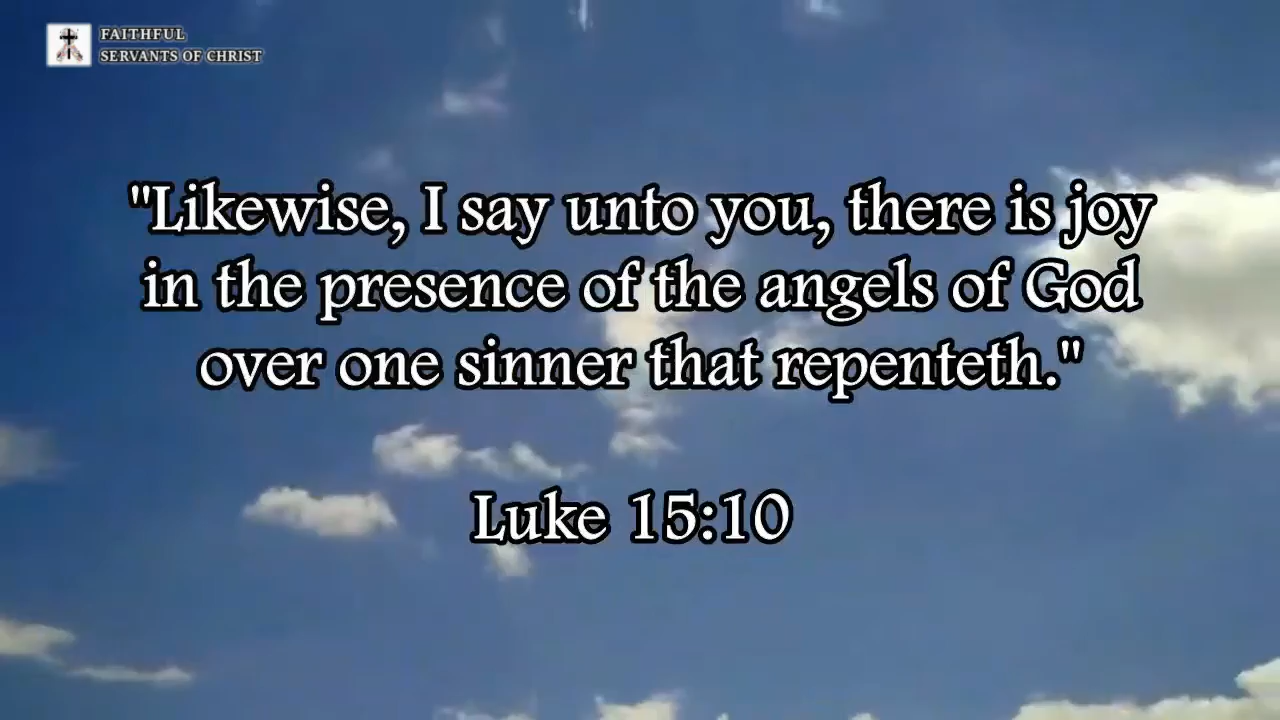 FAITHFUL
SERVANTS OF CHRIST
"Likewise, I say unto you, there is joy
in the presence of the angels of God
over one sinner that repenteth."
Luke 15:10